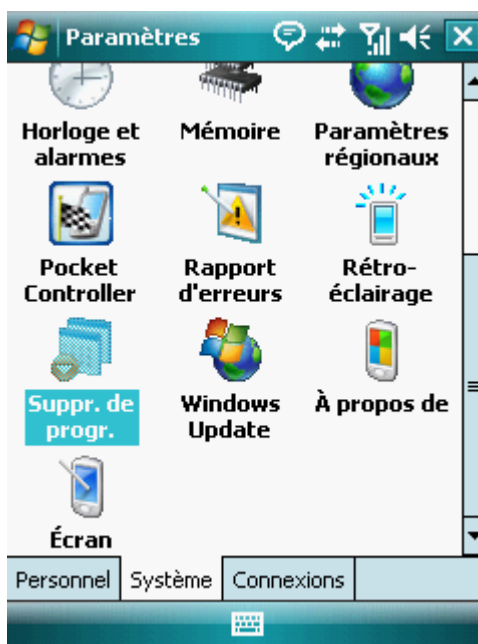 Paramètres
Horloge et
alarmes
Mémoire
Paramètres
régionaux
Pocket
Controller
Rapport
d'erreurs
Rétro-
éclairage
Suppr. de
progr.
Windows
Update
À propos de
Écran
Personnel
Système
Connexions